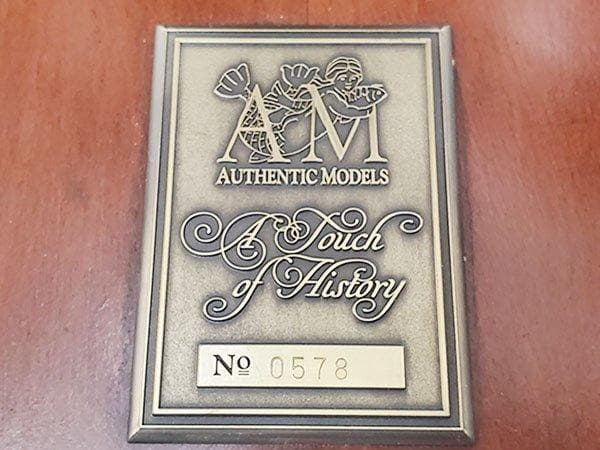 AM
AUTHENTIC MODELS
A Touch
of History
Nº 0578